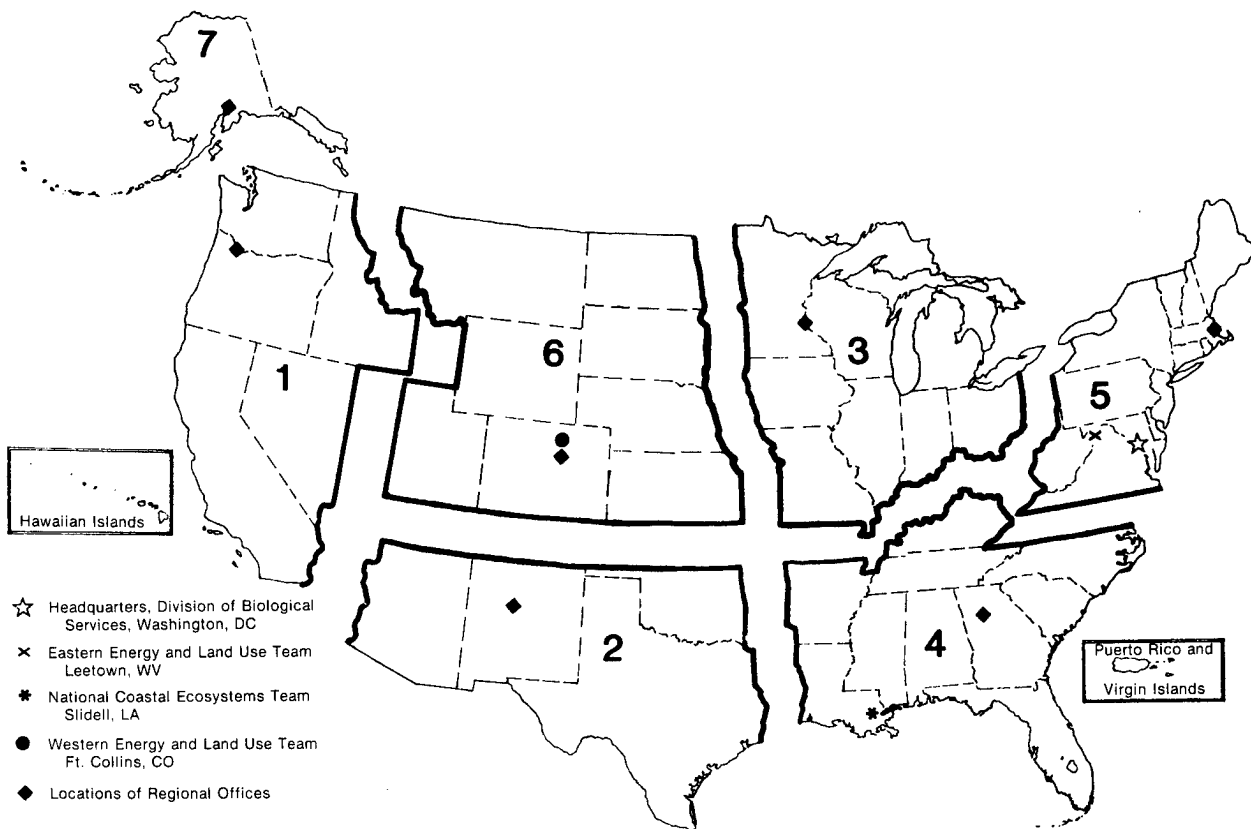 7
1
6
3
5
2
4
Hawaiian Islands
Puerto Rico and
Virgin Islands
Headquarters, Division of Biological
Services, Washington, DC
Eastern Energy and Land Use Team
Leetown, WV
National Coastal Ecosystems Team
Slidell, LA
Western Energy and Land Use Team
Ft. Collins, CO
Locations of Regional Offices